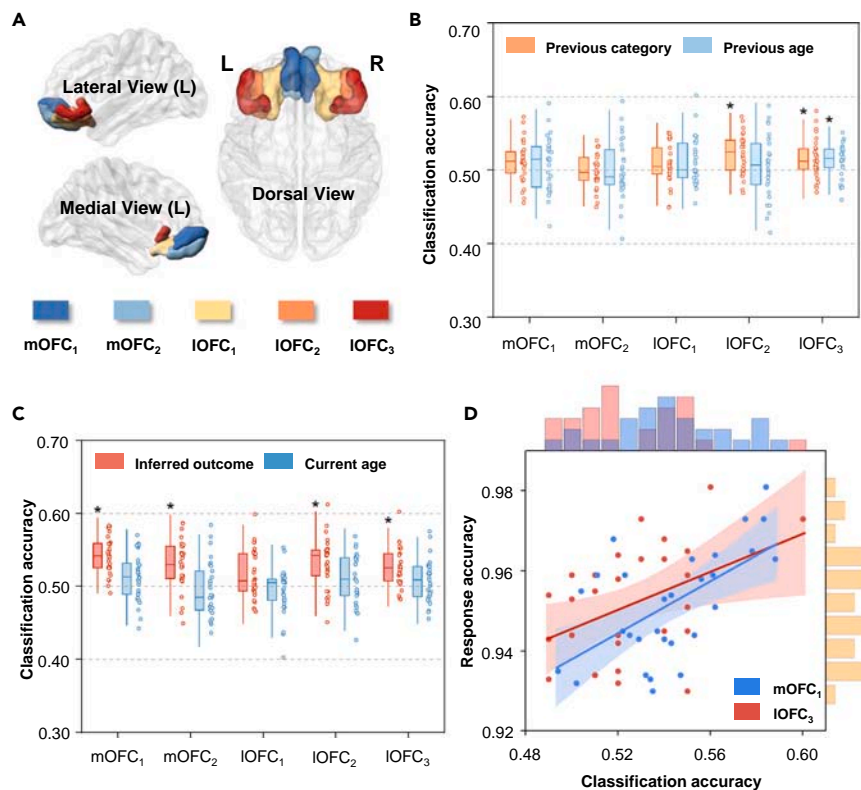 A
Lateral View (L)
L
R
Medial View (L)
Dorsal View
mOFC₁
mOFC₂
lOFC₁
lOFC₂
lOFC₃
B
Classification accuracy
0.70
0.60
0.50
0.40
0.30
Previous category
Previous age
★
★
★
mOFC₁
mOFC₂
lOFC₁
lOFC₂
lOFC₃
C
Classification accuracy
0.70
0.60
0.50
0.40
0.30
Inferred outcome
Current age
★
★
★
★
mOFC₁
mOFC₂
lOFC₁
lOFC₂
lOFC₃
D
Response accuracy
0.98
0.96
0.94
0.92
mOFC₁
lOFC₃
0.48
0.52
0.56
0.60
Classification accuracy